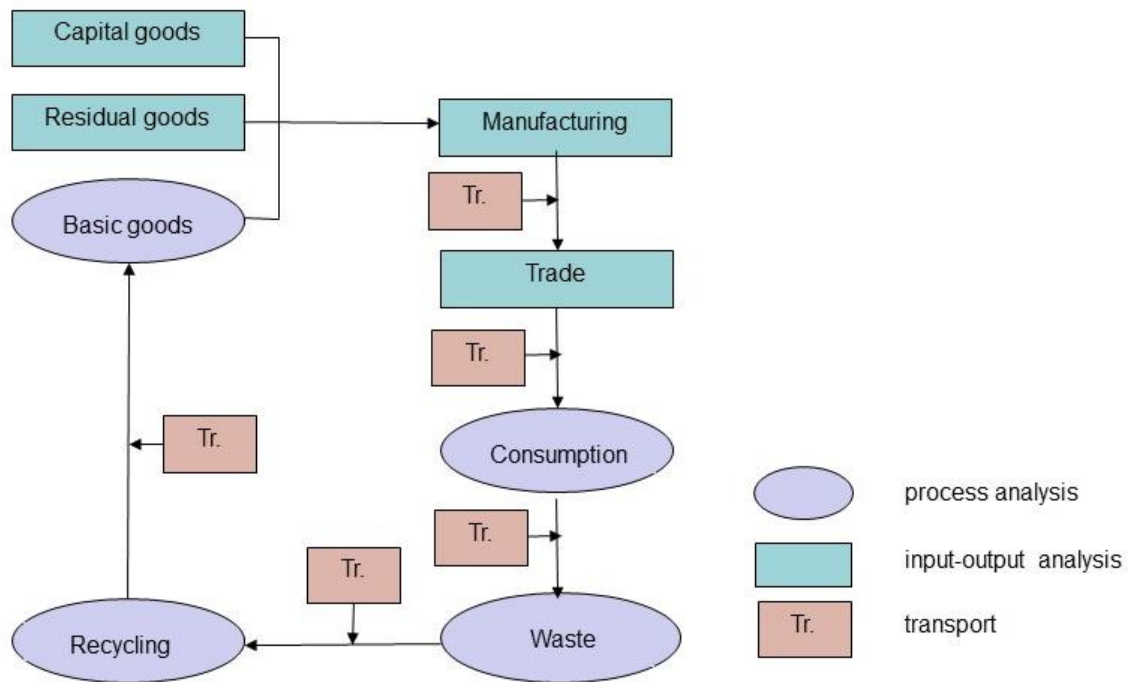 Capital goods
Residual goods
Manufacturing
Tr.
Basic goods
Trade
Tr.
Tr.
Consumption
Tr.
Tr.
Recycling
Waste
process analysis
input-output analysis
Tr.
transport